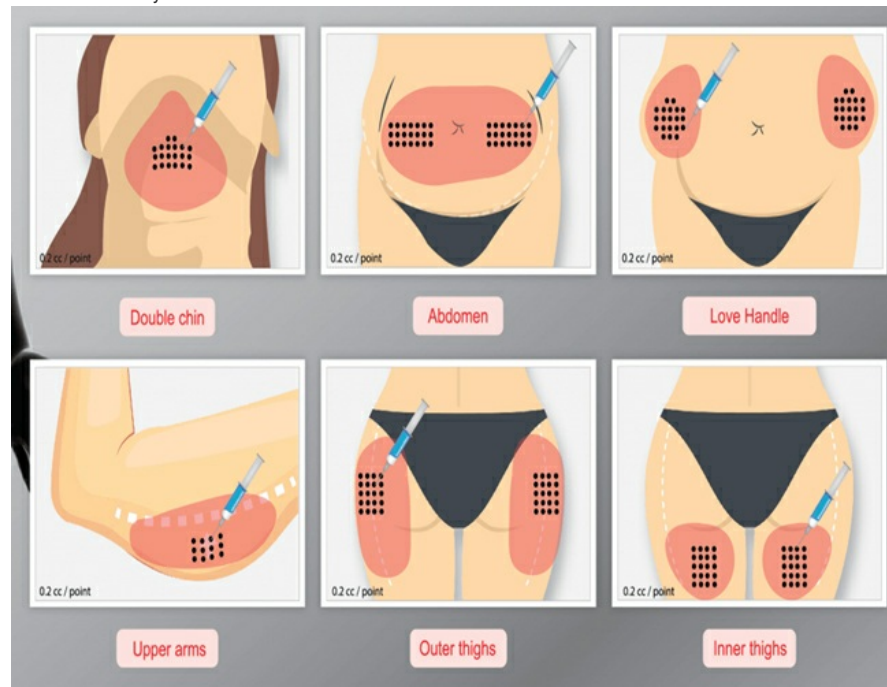 0.2 cc / point
0.2 cc / point
0.2 cc / point
Double chin
Abdomen
Love Handle
0.2 cc / point
0.2 cc / point
0.2 cc / point
Upper arms
Outer thighs
Inner thighs